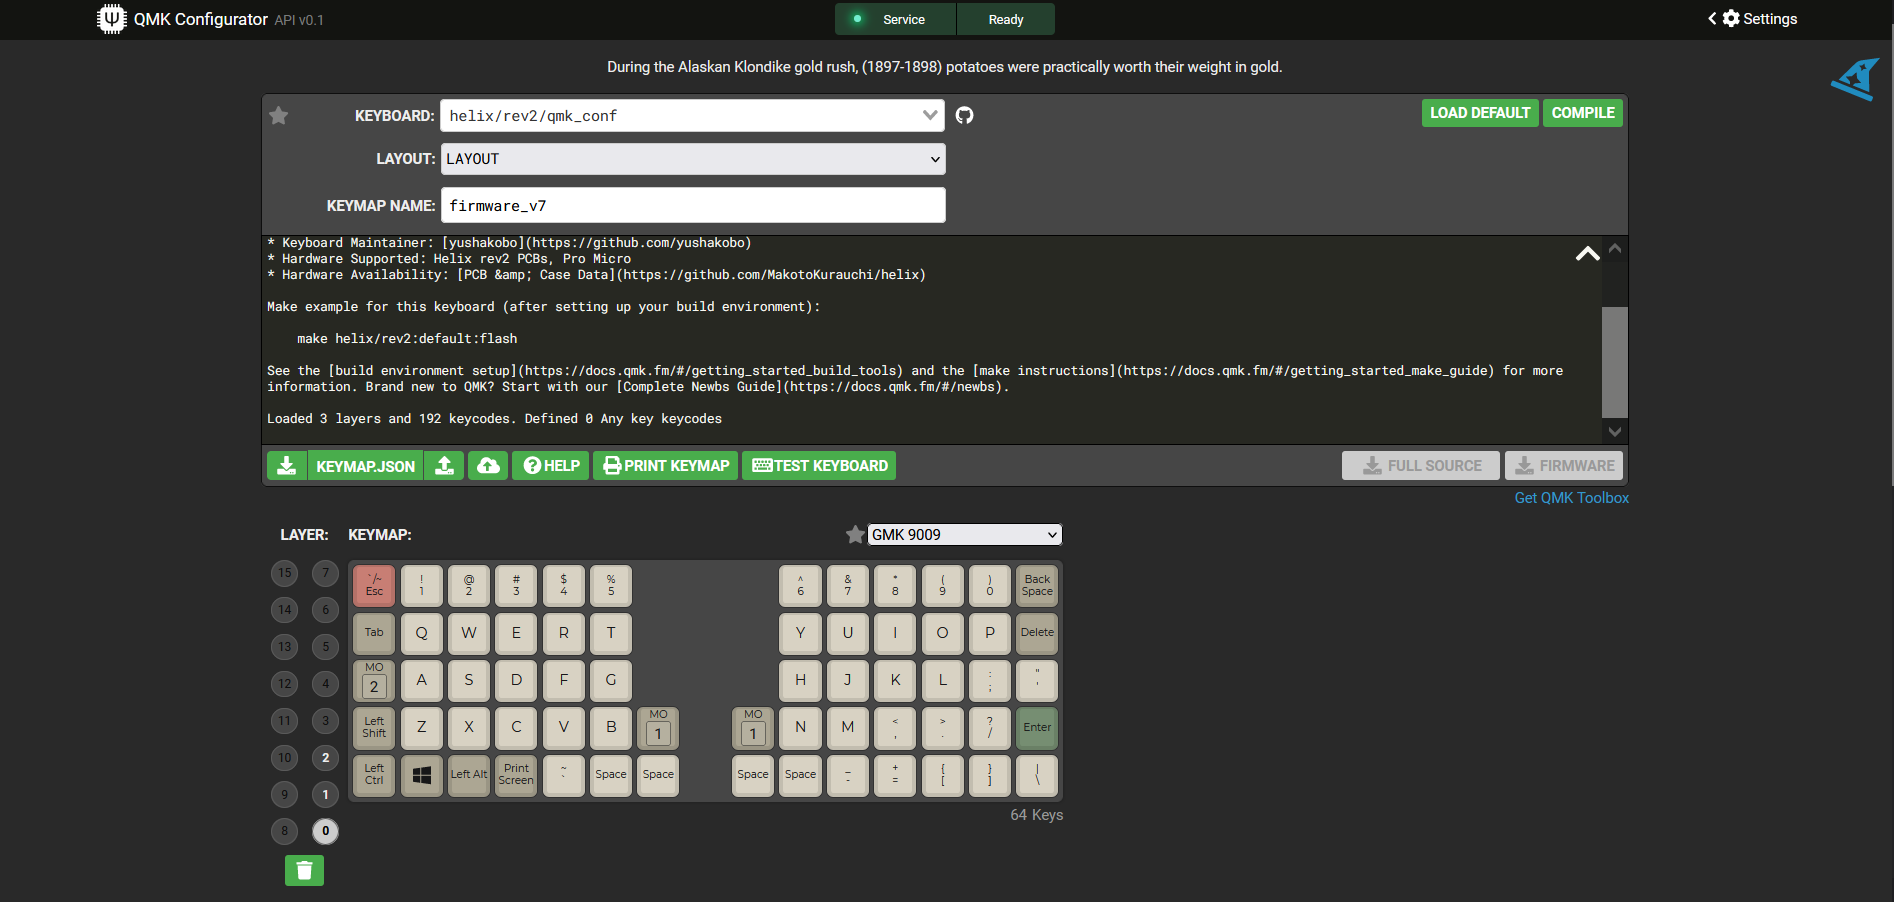 QMK Configurator API v0.1
Service Ready
Settings
During the Alaskan Klondike gold rush, (1897-1898) potatoes were practically worth their weight in gold.
KEYBOARD: helix/rev2/qmk_conf
LOAD DEFAULT COMPILE
LAYOUT: LAYOUT
KEYMAP NAME: firmware_v7
* Keyboard Maintainer: [yushakobo](https://github.com/yushakobo)
* Hardware Supported: Helix rev2 PCBs, Pro Micro
* Hardware Availability: [PCB &amp; Case Data](https://github.com/MakotoKurauchi/helix)
Make example for this keyboard (after setting up your build environment):
make helix/rev2:default:flash
See the [build environment setup](https://docs.qmk.fm/#/getting_started_build_tools) and the [make instructions](https://docs.qmk.fm/#/getting_started_make_guide) for more
information. Brand new to QMK? Start with our [Complete Newbs Guide](https://docs.qmk.fm/#/newbs).
Loaded 3 layers and 192 keycodes. Defined 0 Any key keycodes
KEYMAP.JSON HELP PRINT KEYMAP TEST KEYBOARD FULL SOURCE FIRMWARE
Get QMK Toolbox
LAYER: KEYMAP: GMK 9009
15 7
14 6
13 5
12 4
11 3
10 2
9 1
8 0
`/~ ! @ # $ % ^ & * ( ) Back
Esc 1 2 3 4 5 6 7 8 9 0 Space
Tab Q W E R T Y U I O P Delete
MO : "
2 A S D F G H J K L ; '
Left MO MO < > ?
Shift Z X C V B 1 1 N M , . / Enter
Left Print ~ _ + { } |
Ctrl Left Alt Screen ` Space Space Space Space - = [ ] \
64 Keys